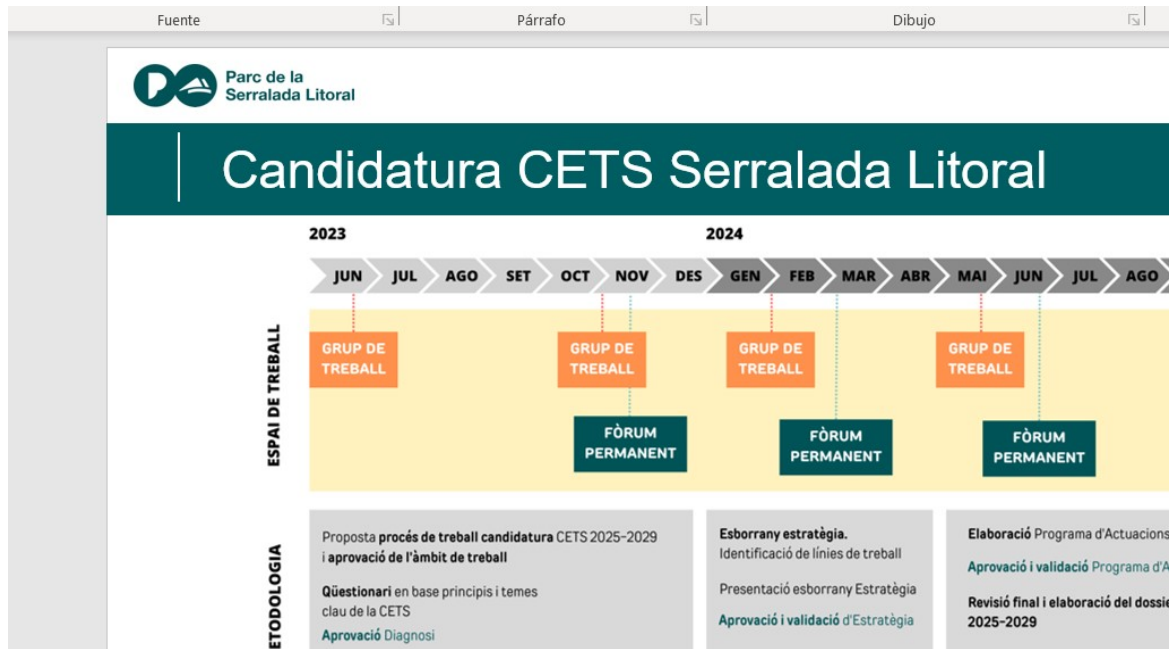 Fuente
Párrafo
Dibujo
Parc de la
Serralada Litoral
Candidatura CETS Serralada Litoral
2023
2024
JUN JUL AGO SET OCT NOV DES GEN FEB MAR ABR MAI JUN JUL AGO
ESPAI DE TREBALL
GRUP DE
TREBALL
GRUP DE
TREBALL
GRUP DE
TREBALL
GRUP DE
TREBALL
FÒRUM
PERMANENT
FÒRUM
PERMANENT
FÒRUM
PERMANENT
ETODOLOGIA
Proposta procés de treball candidatura CETS 2025-2029
i aprovació de l'àmbit de treball
Qüestionari en base principis i temes
clau de la CETS
Aprovació Diagnosi
Esborrany estratègia.
Identificació de línies de treball
Presentació esborrany Estratègia
Aprovació i validació d'Estratègia
Elaboració Programa d'Actuacions
Aprovació i validació Programa d'A
Revisió final i elaboració del dossie
2025-2029